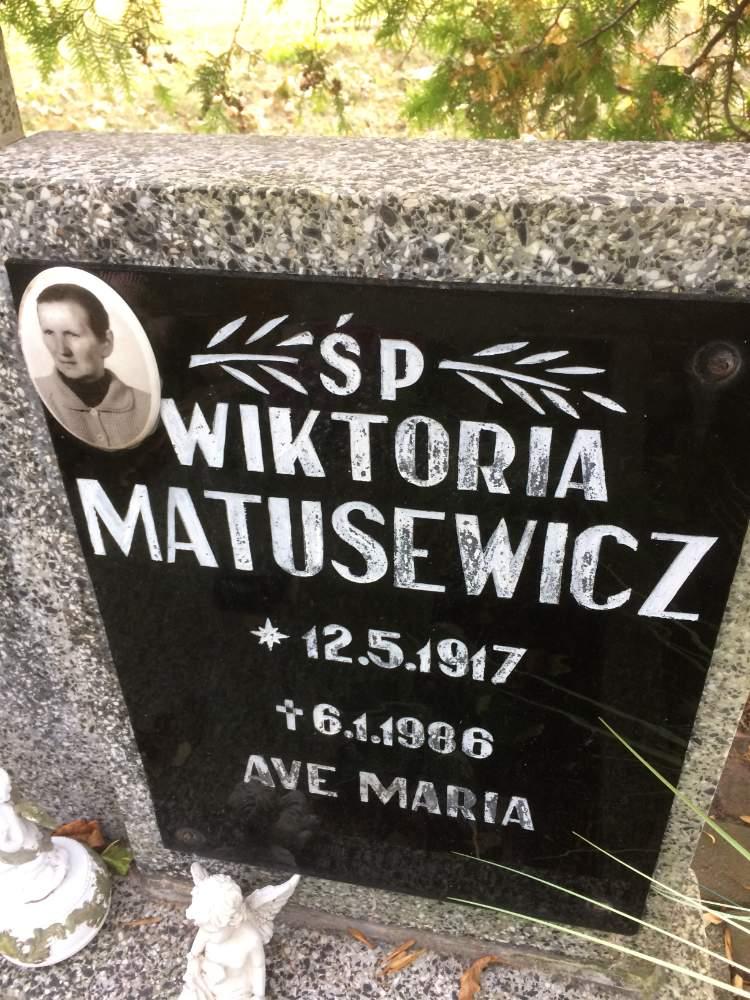 ŚP
WIKTORIA
MATUSEWICZ
* 12.5.1917
✝ 6.1.1986
AVE MARIA